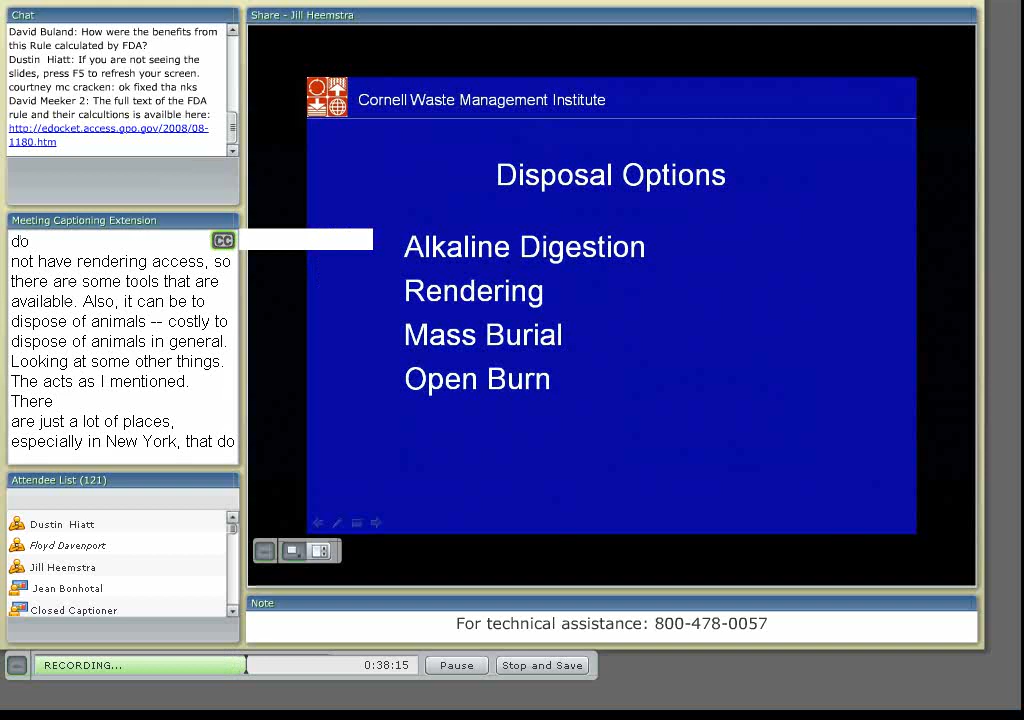 Chat
David Buland: How were the benefits from
this Rule calculated by FDA?
Dustin  Hiatt: If you are not seeing the
slides, press F5 to refresh your screen.
courtney mc cracken: ok fixed tha nks
David Meeker 2: The full text of the FDA
rule and their calcultions is availble here:
http://edocket.access.gpo.gov/2008/08-
1180.htm
Meeting Captioning Extension
do
CC
not have rendering access, so
there are some tools that are
available. Also, it can be to
dispose of animals -- costly to
dispose of animals in general.
Looking at some other things.
The acts as I mentioned.
There
are just a lot of places,
especially in New York, that do
Attendee List (121)
Dustin  Hiatt
Floyd Davenport
Jill Heemstra
Jean Bonhotal
Closed Captioner
Share - Jill Heemstra
Cornell Waste Management Institute
Disposal Options
Alkaline Digestion
Rendering
Mass Burial
Open Burn
Note
For technical assistance: 800-478-0057
RECORDING...
0:38:15
Pause
Stop and Save